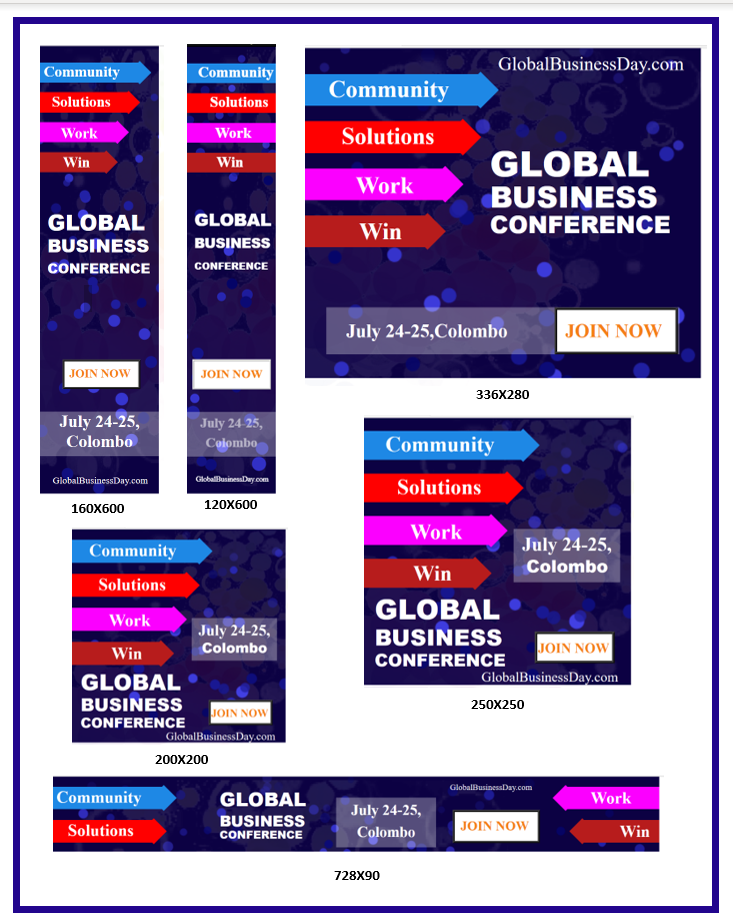 Community
Solutions
Work
Win
GLOBAL
BUSINESS
CONFERENCE
JOIN NOW
July 24-25,
Colombo
GlobalBusinessDay.com
160X600
Community
Solutions
Work
Win
GLOBAL
BUSINESS
CONFERENCE
JOIN NOW
July 24-25,
Colombo
GlobalBusinessDay.com
120X600
GlobalBusinessDay.com
Community
Solutions
Work
Win
GLOBAL
BUSINESS
CONFERENCE
July 24-25,Colombo
JOIN NOW
336X280
Community
Solutions
Work
Win
July 24-25,
Colombo
GLOBAL
BUSINESS
CONFERENCE
JOIN NOW
GlobalBusinessDay.com
200X200
Community
Solutions
Work
Win
July 24-25,
Colombo
GLOBAL
BUSINESS
CONFERENCE
JOIN NOW
GlobalBusinessDay.com
250X250
Community
Solutions
GLOBAL
BUSINESS
CONFERENCE
July 24-25,
Colombo
GlobalBusinessDay.com
JOIN NOW
Work
Win
728X90